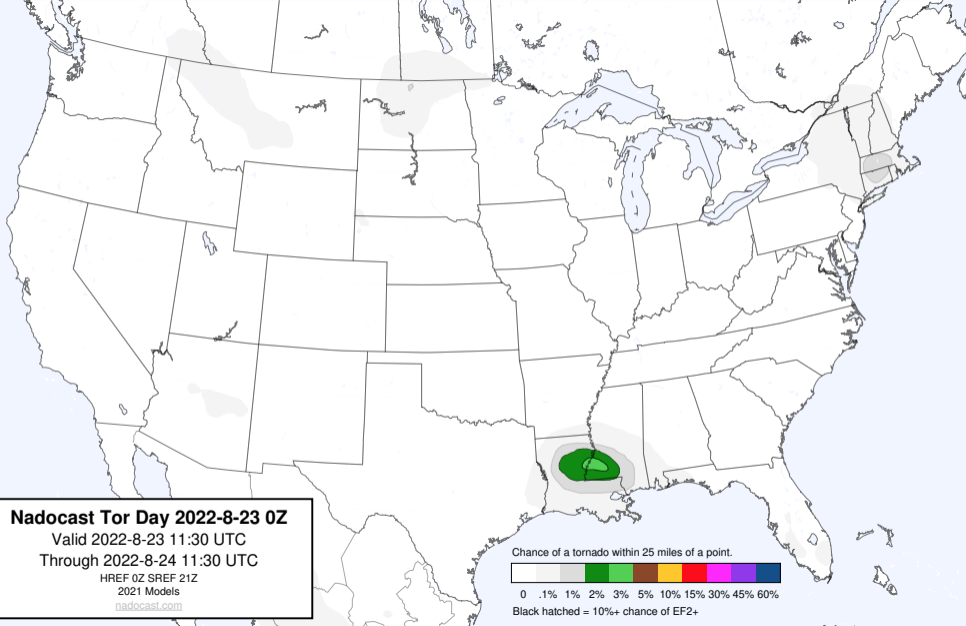 Nadocast Tor Day 2022-8-23 0Z
Valid 2022-8-23 11:30 UTC
Through 2022-8-24 11:30 UTC
HREF 0Z SREF 21Z
2021 Models
nadocast.com
Chance of a tornado within 25 miles of a point.
0 .1% 1% 2% 3% 5% 10% 15% 30% 45% 60%
Black hatched = 10%+ chance of EF2+